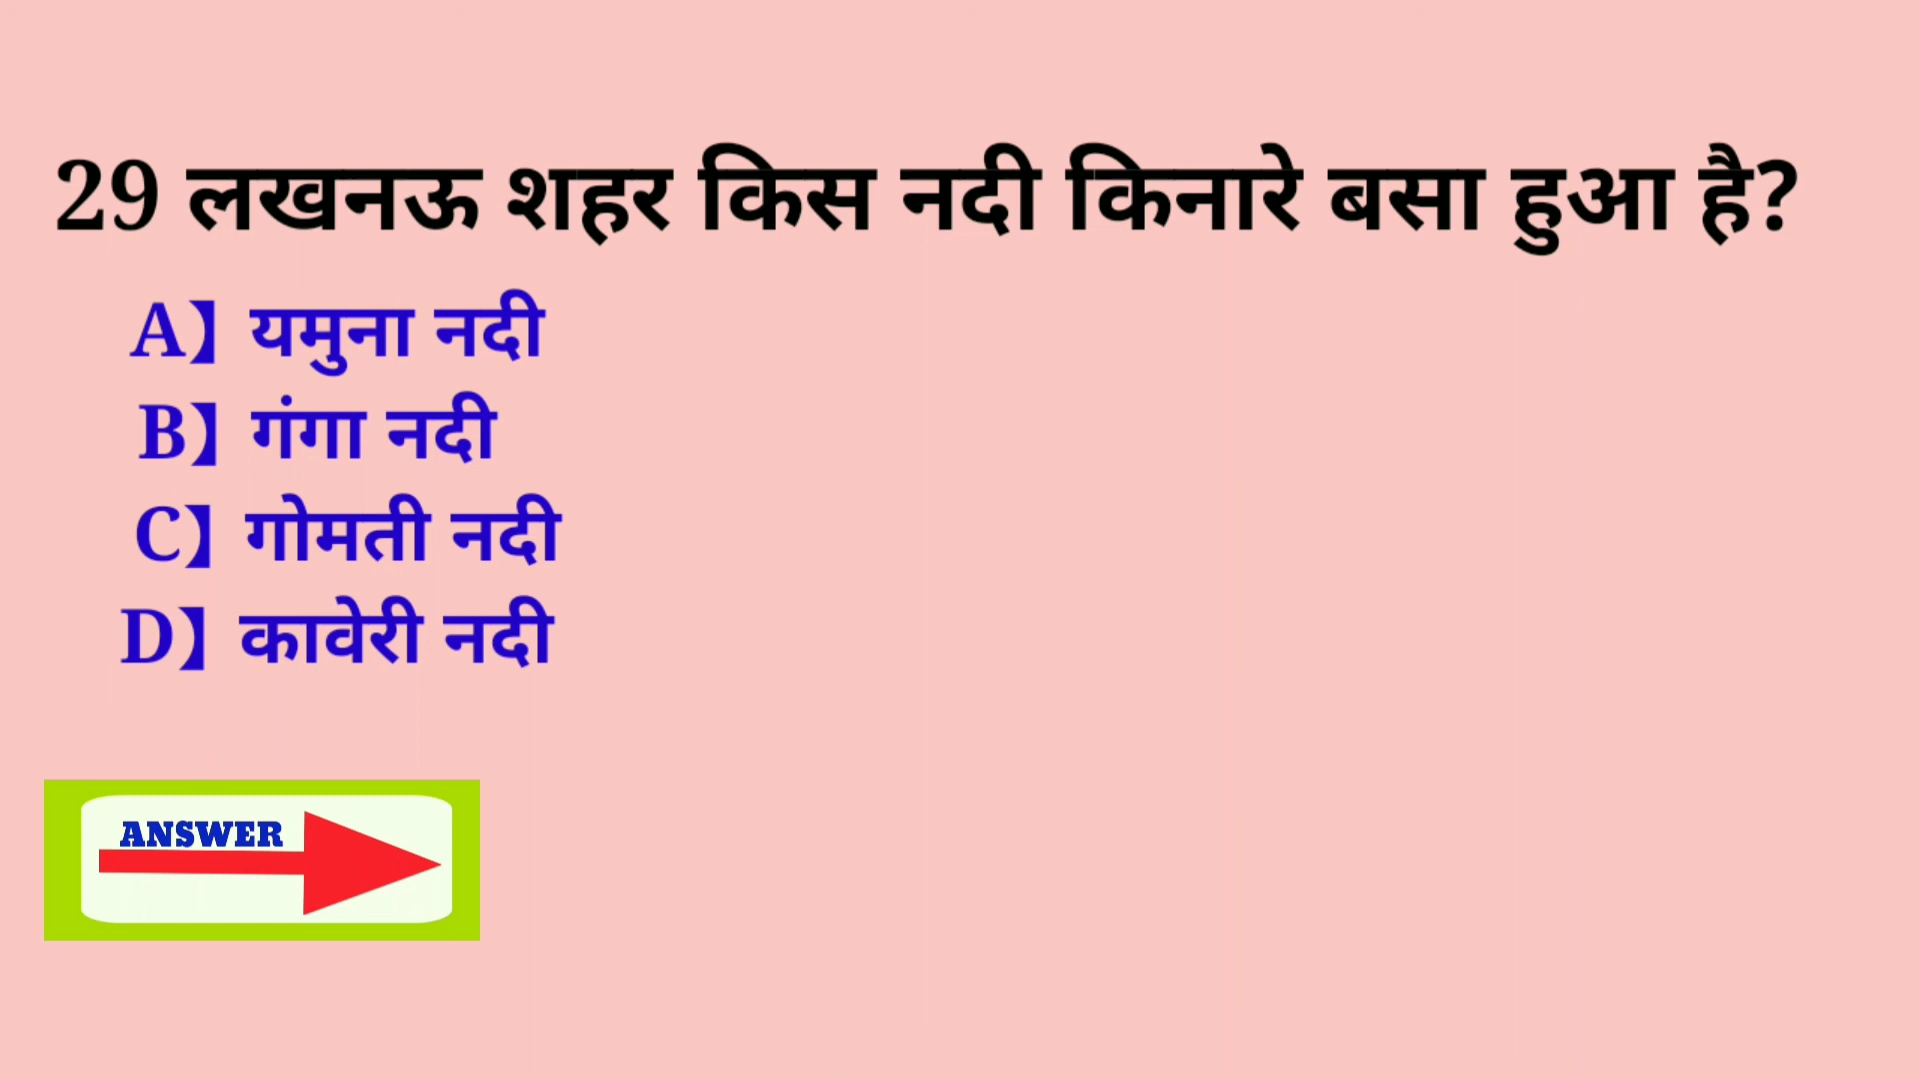 29 लखनऊ शहर किस नदी किनारे बसा हुआ है?
A】 यमुना नदी
B】 गंगा नदी
C】 गोमती नदी
D】 कावेरी नदी
ANSWER